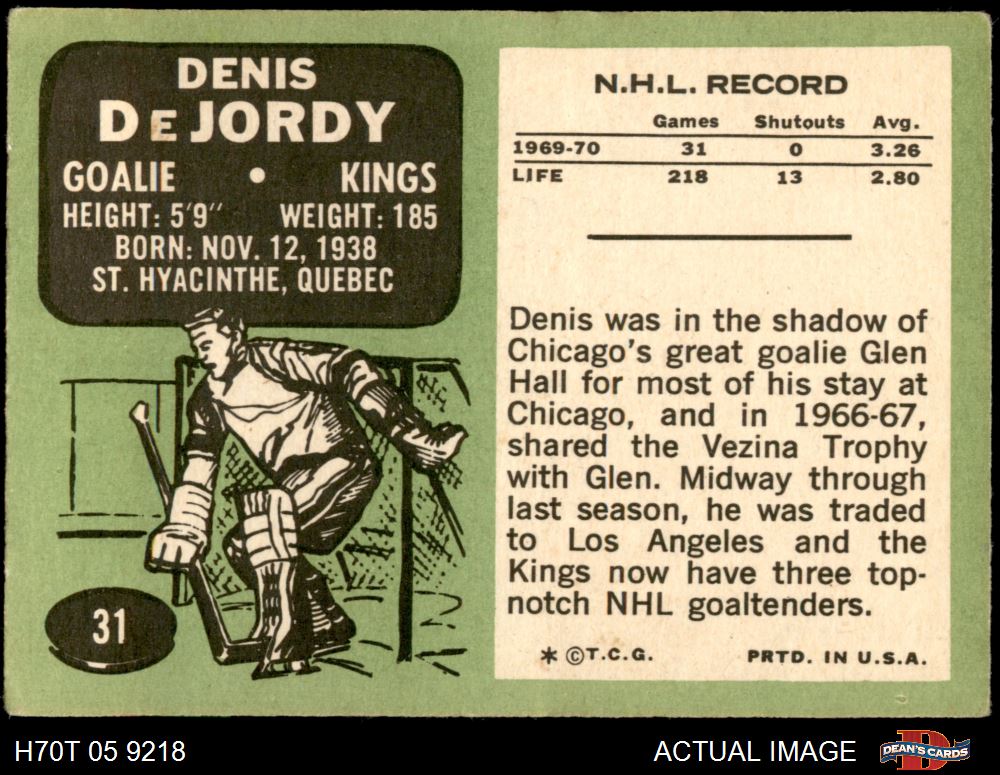 DENIS
DE JORDY
GOALIE • KINGS
HEIGHT: 5'9" WEIGHT: 185
BORN: NOV. 12, 1938
ST. HYACINTHE, QUEBEC
31
N.H.L. RECORD
Games Shutouts Avg.
1969-70 31 0 3.26
LIFE 218 13 2.80
Denis was in the shadow of
Chicago's great goalie Glen
Hall for most of his stay at
Chicago, and in 1966-67,
shared the Vezina Trophy
with Glen. Midway through
last season, he was traded
to Los Angeles and the
Kings now have three top-
notch NHL goaltenders.
* © T.C.G. PRTD. IN U.S.A.
H70T 05 9218
ACTUAL IMAGE
D
DEAN'S CARDS